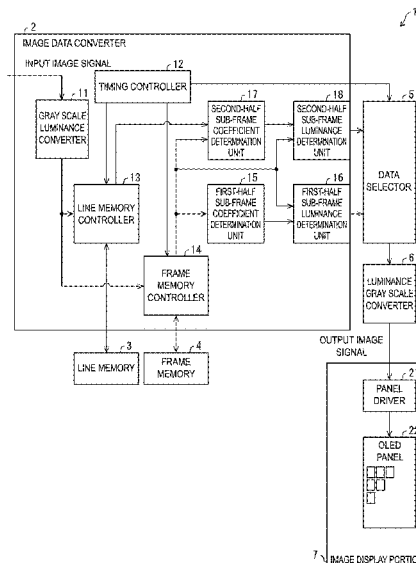 1
2
IMAGE DATA CONVERTER
INPUT IMAGE SIGNAL
12
TIMING CONTROLLER
11
GRAY SCALE
LUMINANCE
CONVERTER
17
SECOND-HALF
SUB-FRAME
COEFFICIENT
DETERMINATION
UNIT
18
SECOND-HALF
SUB-FRAME
LUMINANCE
DETERMINATION
UNIT
5
DATA
SELECTOR
13
LINE MEMORY
CONTROLLER
15
FIRST-HALF
SUB-FRAME
COEFFICIENT
DETERMINATION
UNIT
16
FIRST-HALF
SUB-FRAME
LUMINANCE
DETERMINATION
UNIT
14
FRAME
MEMORY
CONTROLLER
6
LUMINANCE
GRAY SCALE
CONVERTER
3
LINE MEMORY
4
FRAME
MEMORY
OUTPUT IMAGE
SIGNAL
PANEL
DRIVER
22
OLED
PANEL
7
IMAGE DISPLAY PORTIO